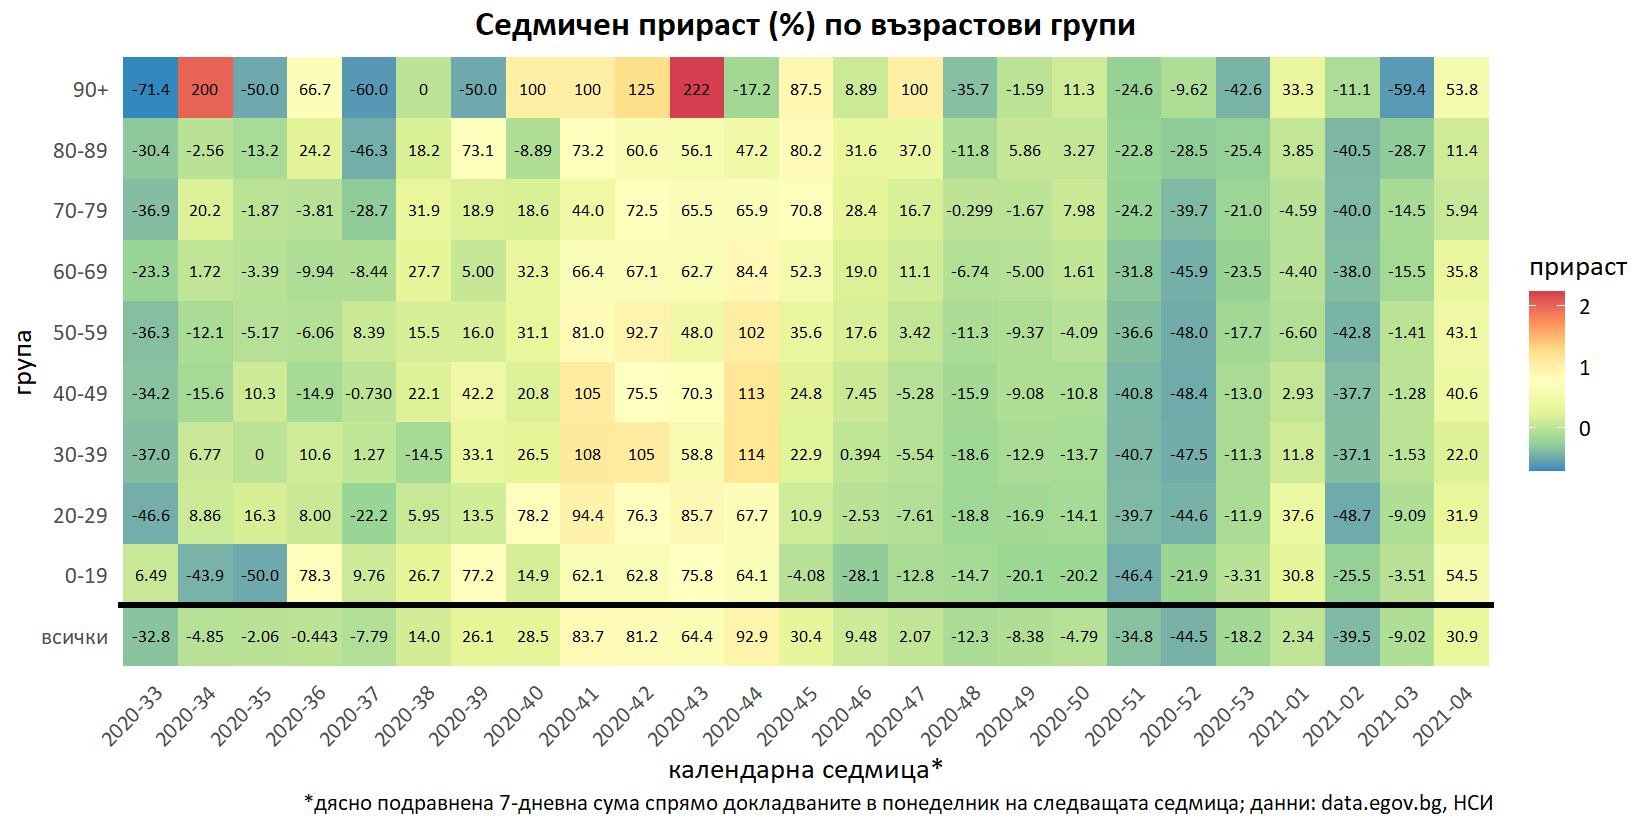 Седмичен прираст (%) по възрастови групи
90+ -71.4 200 -50.0 66.7 -60.0 0 -50.0 100 100 125 222 -17.2 87.5 8.89 100 -35.7 -1.59 11.3 -24.6 -9.62 -42.6 33.3 -11.1 -59.4 53.8
80-89 -30.4 -2.56 -13.2 24.2 -46.3 18.2 73.1 -8.89 73.2 60.6 56.1 47.2 80.2 31.6 37.0 -11.8 5.86 3.27 -22.8 -28.5 -25.4 3.85 -40.5 -28.7 11.4
70-79 -36.9 20.2 -1.87 -3.81 -28.7 31.9 18.9 18.6 44.0 72.5 65.5 65.9 70.8 28.4 16.7 -0.299 -1.67 7.98 -24.2 -39.7 -21.0 -4.59 -40.0 -14.5 5.94
60-69 -23.3 1.72 -3.39 -9.94 -8.44 27.7 5.00 32.3 66.4 67.1 62.7 84.4 52.3 19.0 11.1 -6.74 -5.00 1.61 -31.8 -45.9 -23.5 -4.40 -38.0 -15.5 35.8
50-59 -36.3 -12.1 -5.17 -6.06 8.39 15.5 16.0 31.1 81.0 92.7 48.0 102 35.6 17.6 3.42 -11.3 -9.37 -4.09 -36.6 -48.0 -17.7 -6.60 -42.8 -1.41 43.1
40-49 -34.2 -15.6 10.3 -14.9 -0.730 22.1 42.2 20.8 105 75.5 70.3 113 24.8 7.45 -5.28 -15.9 -9.08 -10.8 -40.8 -48.4 -13.0 2.93 -37.7 -1.28 40.6
30-39 -37.0 6.77 0 10.6 1.27 -14.5 33.1 26.5 108 105 58.8 114 22.9 0.394 -5.54 -18.6 -12.9 -13.7 -40.7 -47.5 -11.3 11.8 -37.1 -1.53 22.0
20-29 -46.6 8.86 16.3 8.00 -22.2 5.95 13.5 78.2 94.4 76.3 85.7 67.7 10.9 -2.53 -7.61 -18.8 -16.9 -14.1 -39.7 -44.6 -11.9 37.6 -48.7 -9.09 31.9
0-19 6.49 -43.9 -50.0 78.3 9.76 26.7 77.2 14.9 62.1 62.8 75.8 64.1 -4.08 -28.1 -12.8 -14.7 -20.1 -20.2 -46.4 -21.9 -3.31 30.8 -25.5 -3.51 54.5
всички -32.8 -4.85 -2.06 -0.443 -7.79 14.0 26.1 28.5 83.7 81.2 64.4 92.9 30.4 9.48 2.07 -12.3 -8.38 -4.79 -34.8 -44.5 -18.2 2.34 -39.5 -9.02 30.9
2020-33 2020-34 2020-35 2020-36 2020-37 2020-38 2020-39 2020-40 2020-41 2020-42 2020-43 2020-44 2020-45 2020-46 2020-47 2020-48 2020-49 2020-50 2020-51 2020-52 2020-53 2021-01 2021-02 2021-03 2021-04
група
календарна седмица*
*дясно подравнена 7-дневна сума спрямо докладваните в понеделник на следващата седмица; данни: data.egov.bg, НСИ
прираст
2
1
0